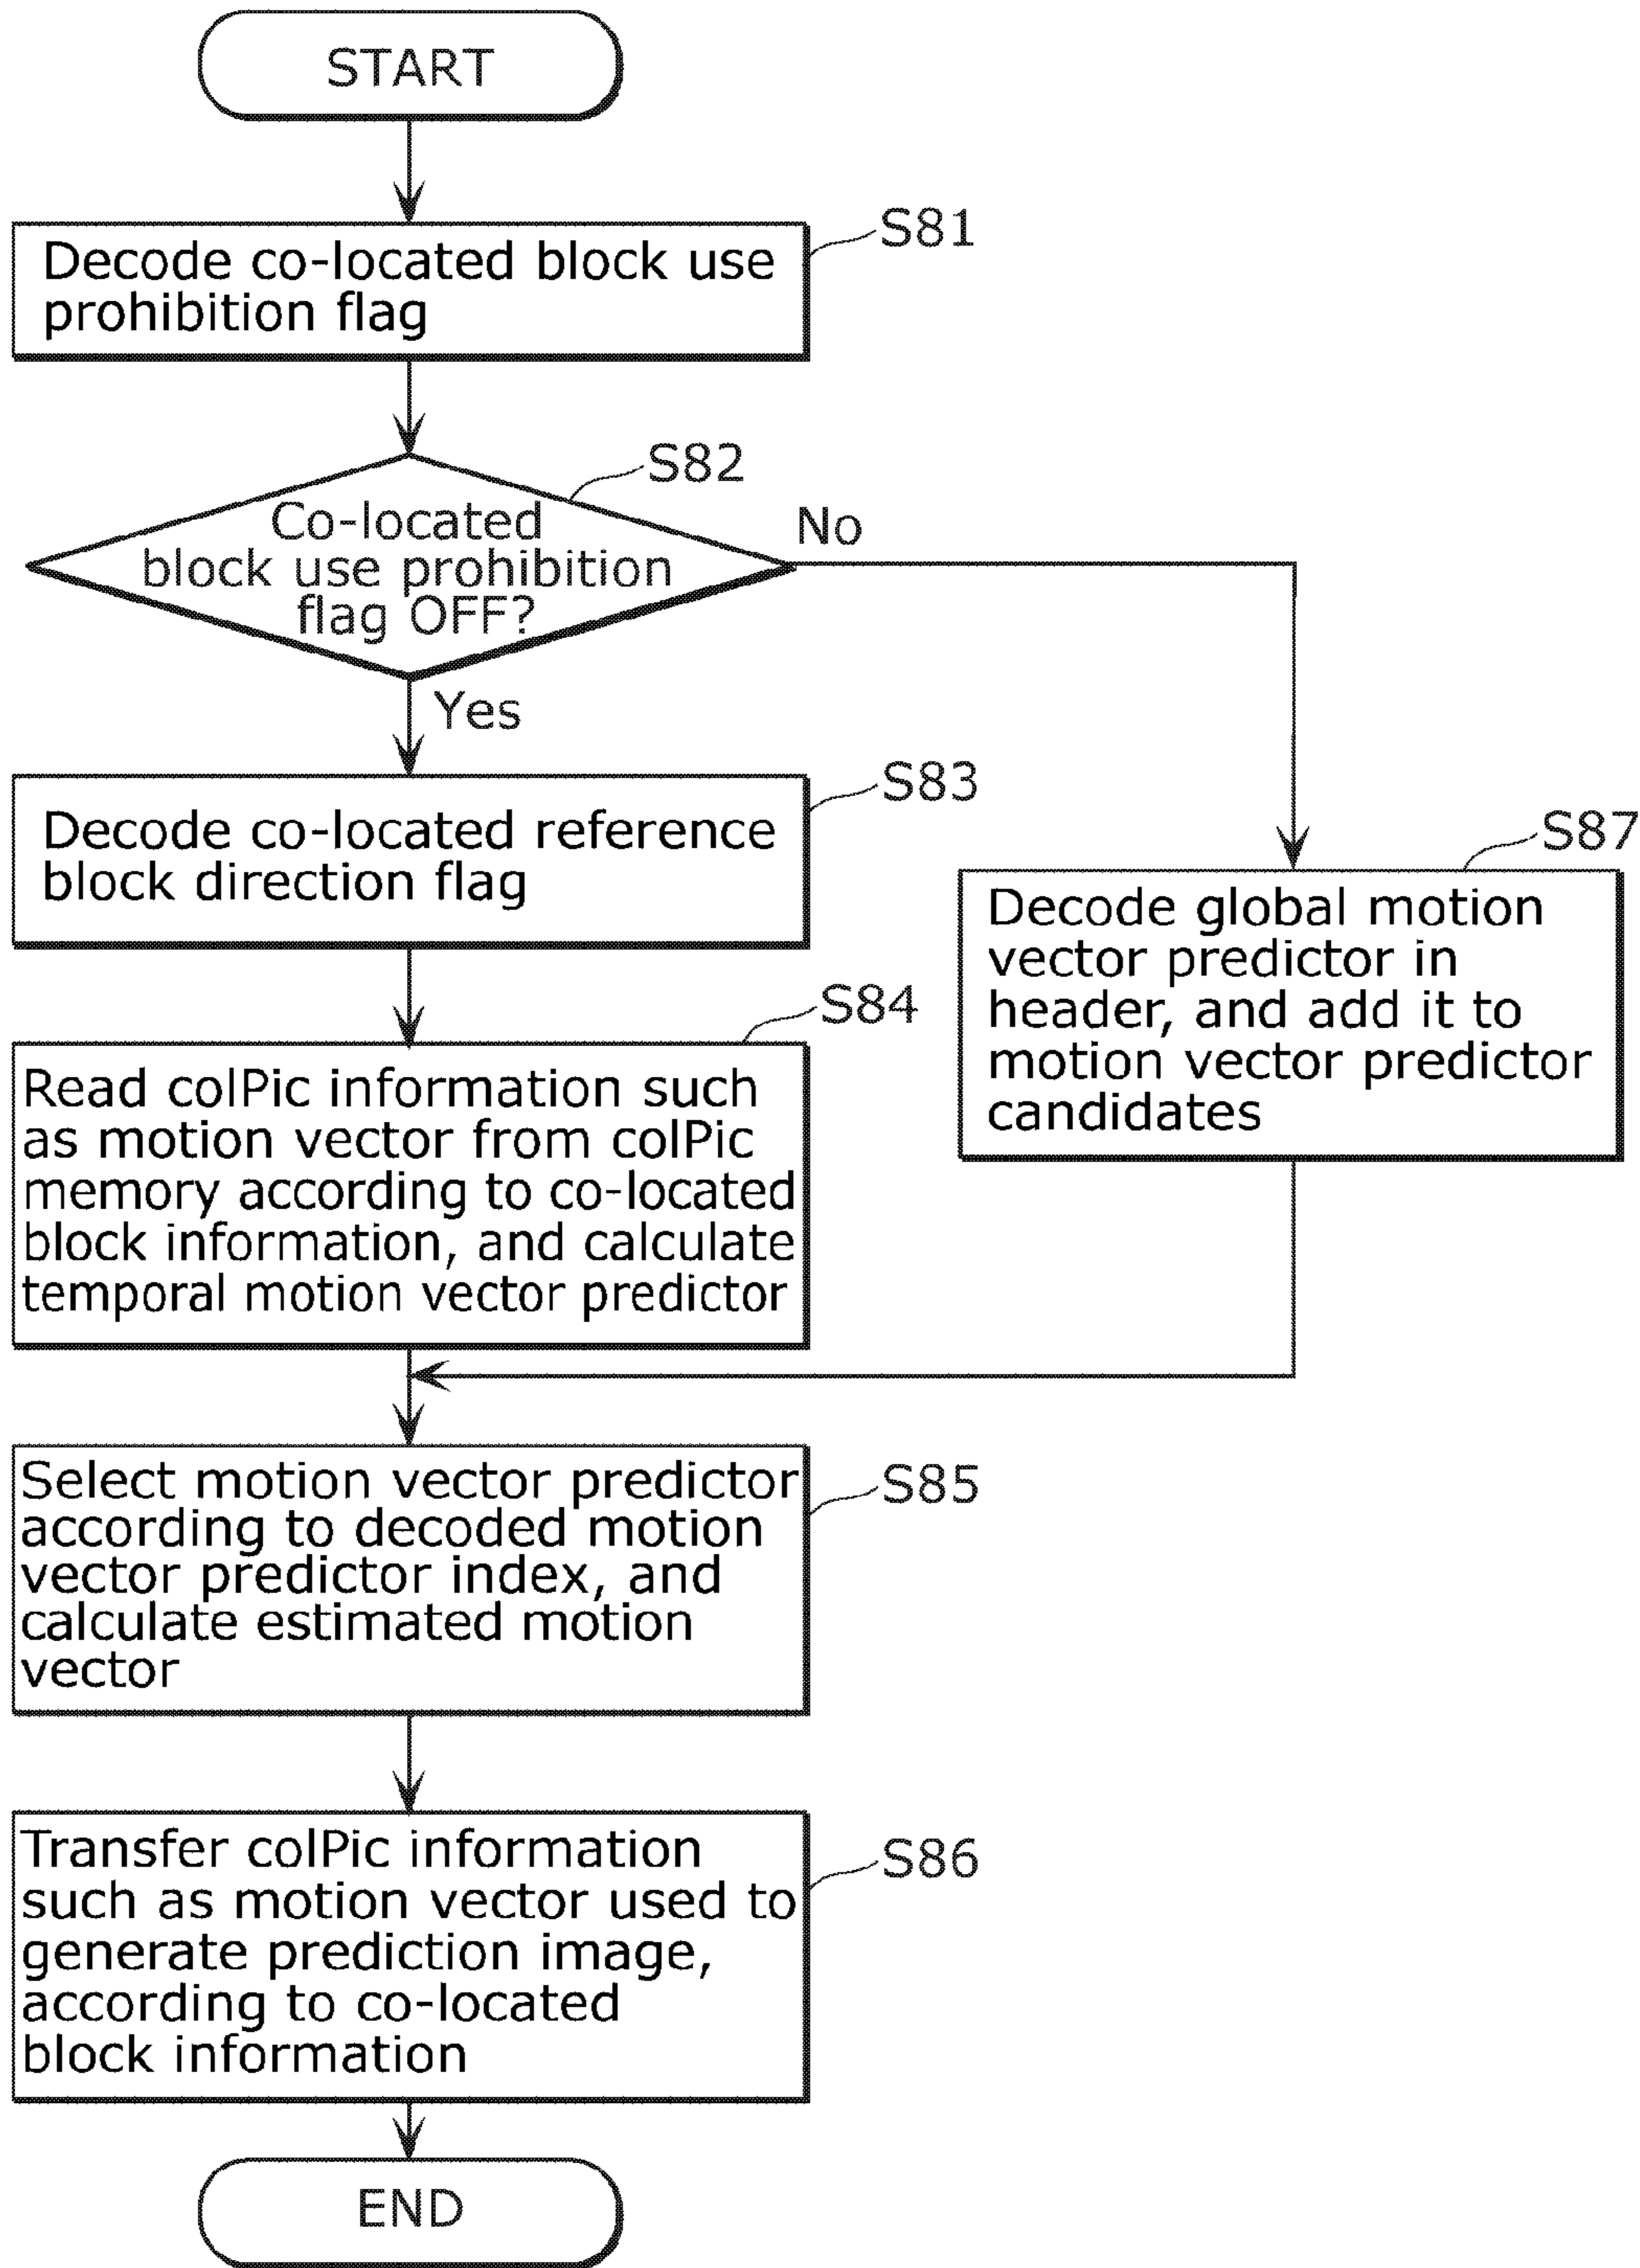 START
S81
Decode co-located block use
prohibition flag
S82
Co-located
block use prohibition
flag OFF?
No
Yes
S83
Decode co-located reference
block direction flag
S87
Decode global motion
vector predictor in
header, and add it to
motion vector predictor
candidates
S84
Read colPic information such
as motion vector from colPic
memory according to co-located
block information, and calculate
temporal motion vector predictor
S85
Select motion vector predictor
according to decoded motion
vector predictor index, and
calculate estimated motion
vector
S86
Transfer colPic information
such as motion vector used to
generate prediction image,
according to co-located
block information
END